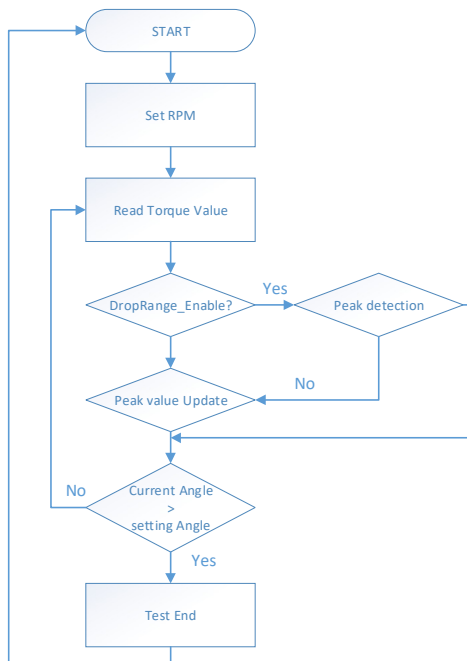 START
Set RPM
Read Torque Value
DropRange_Enable?
Yes
Peak detection
No
Peak value Update
No
Current Angle
>
setting Angle
Yes
Test End